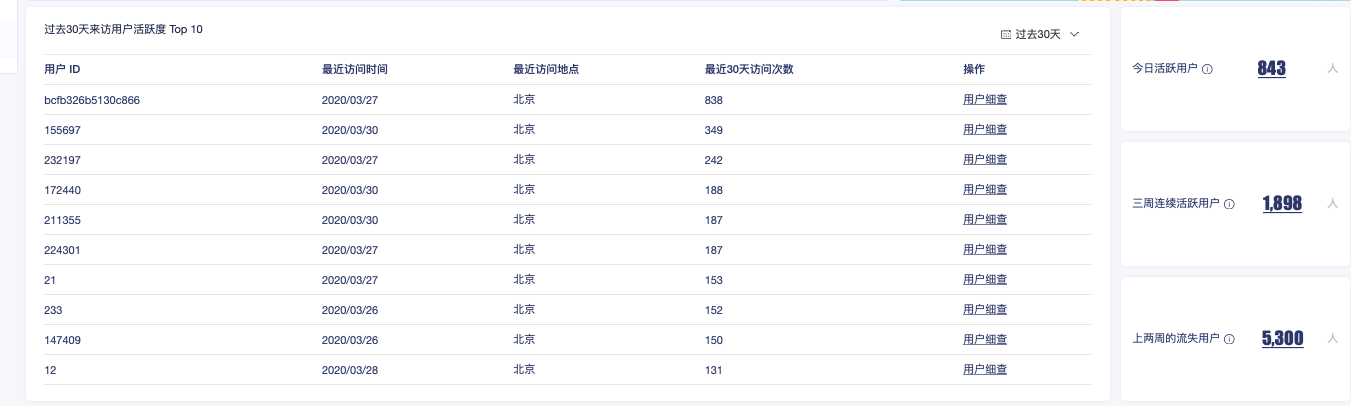 过去30天来访用户活跃度 Top 10
过去30天
用户 ID 最近访问时间 最近访问地点 最近30天访问次数 操作
bcfb326b5130c866 2020/03/27 北京 838 用户细查
155697 2020/03/30 北京 349 用户细查
232197 2020/03/27 北京 242 用户细查
172440 2020/03/30 北京 188 用户细查
211355 2020/03/30 北京 187 用户细查
224301 2020/03/27 北京 187 用户细查
21 2020/03/27 北京 153 用户细查
233 2020/03/26 北京 152 用户细查
147409 2020/03/26 北京 150 用户细查
12 2020/03/28 北京 131 用户细查
今日活跃用户 843 人
三周连续活跃用户 1,898 人
上两周的流失用户 5,300 人